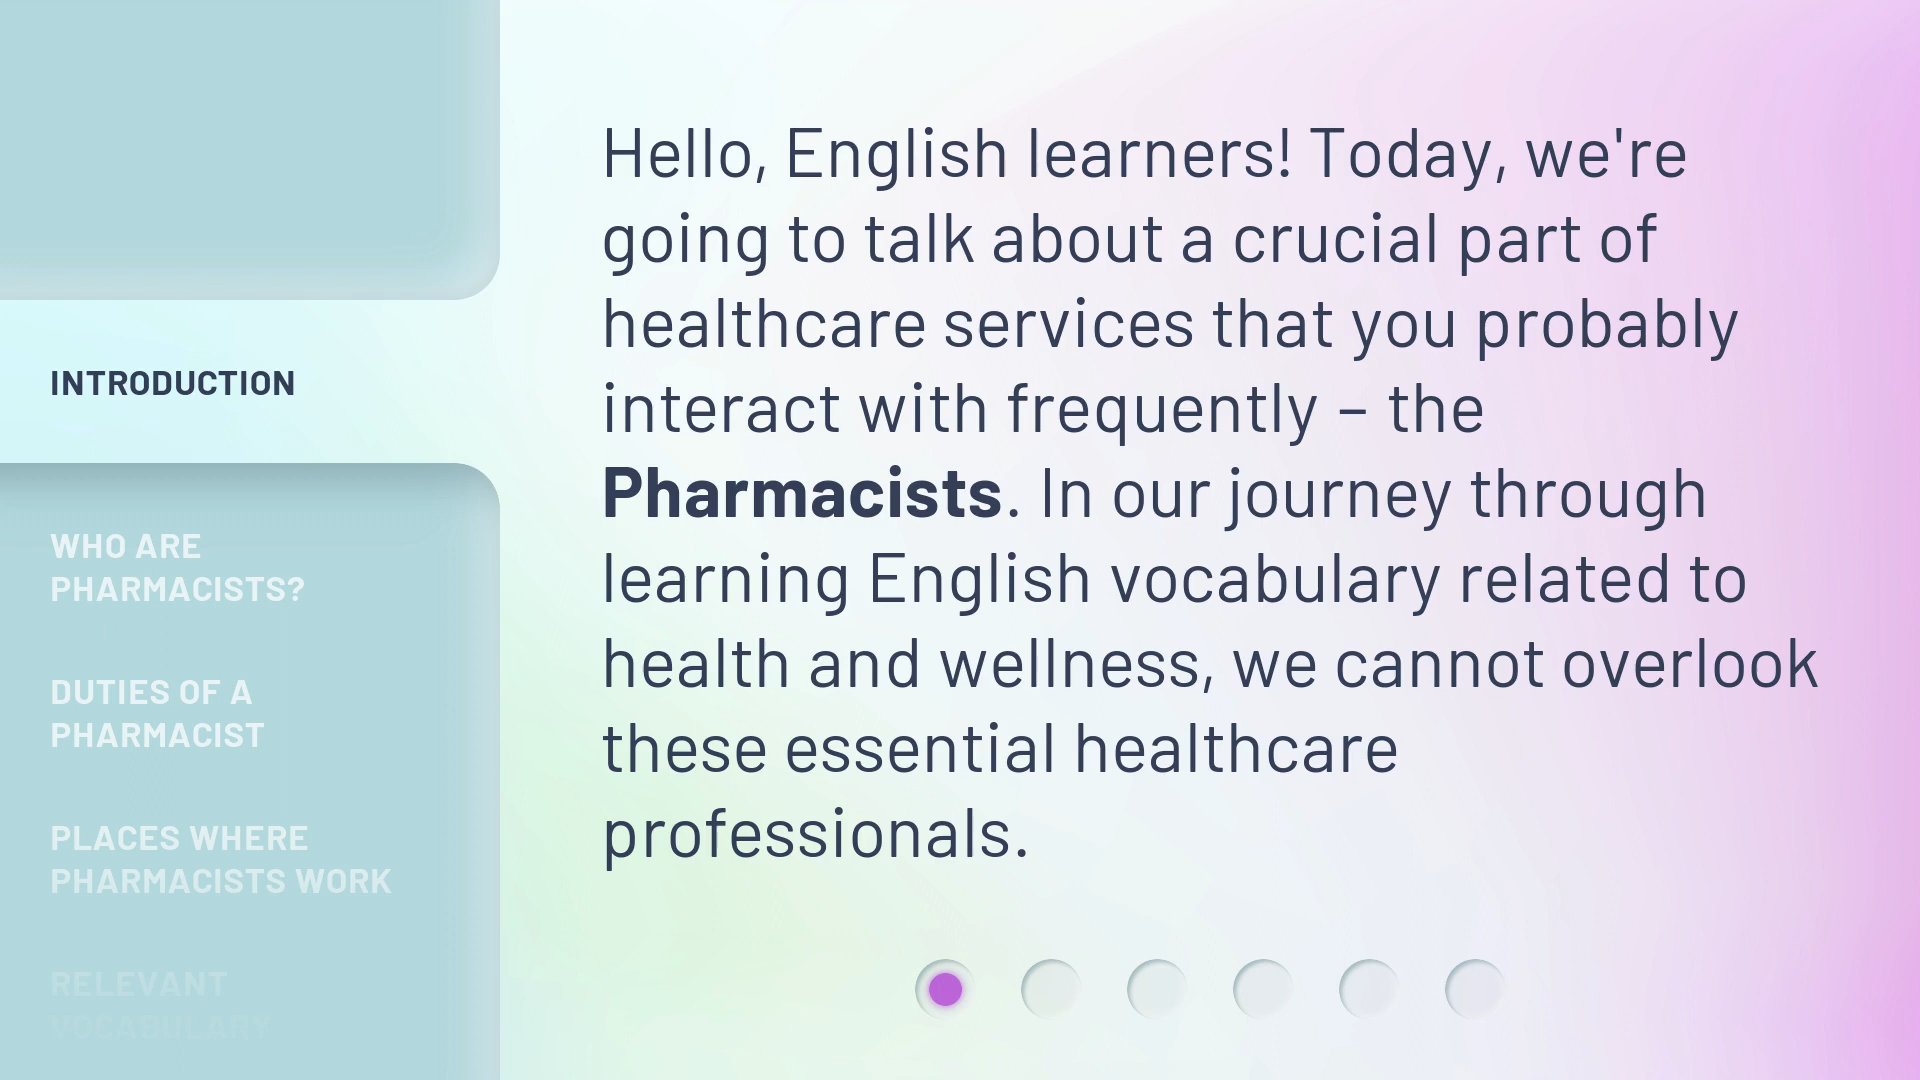 INTRODUCTION
WHO ARE
PHARMACISTS?
DUTIES OF A
PHARMACIST
PLACES WHERE
PHARMACISTS WORK
RELEVANT
VOCABULARY
Hello, English learners! Today, we're
going to talk about a crucial part of
healthcare services that you probably
interact with frequently – the
Pharmacists. In our journey through
learning English vocabulary related to
health and wellness, we cannot overlook
these essential healthcare
professionals.